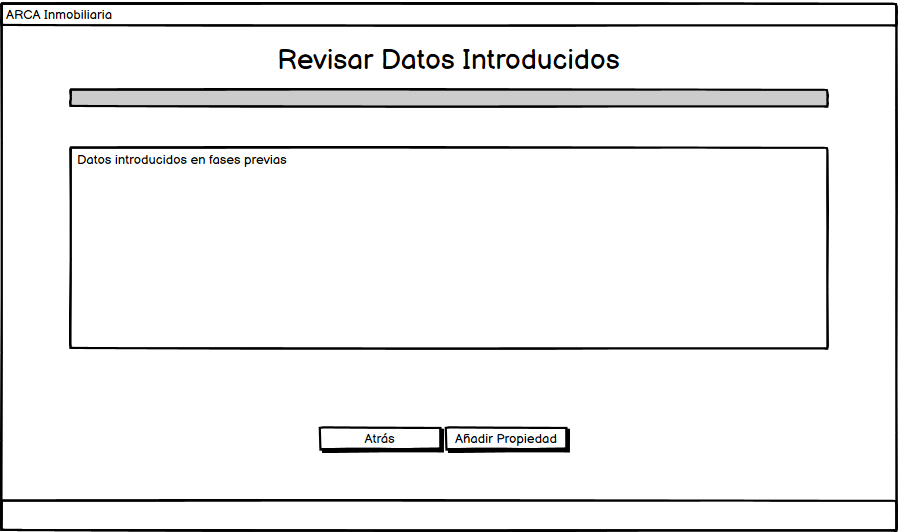 ARCA Inmobiliaria
Revisar Datos Introducidos
Datos introducidos en fases previas
Atrás
Añadir Propiedad